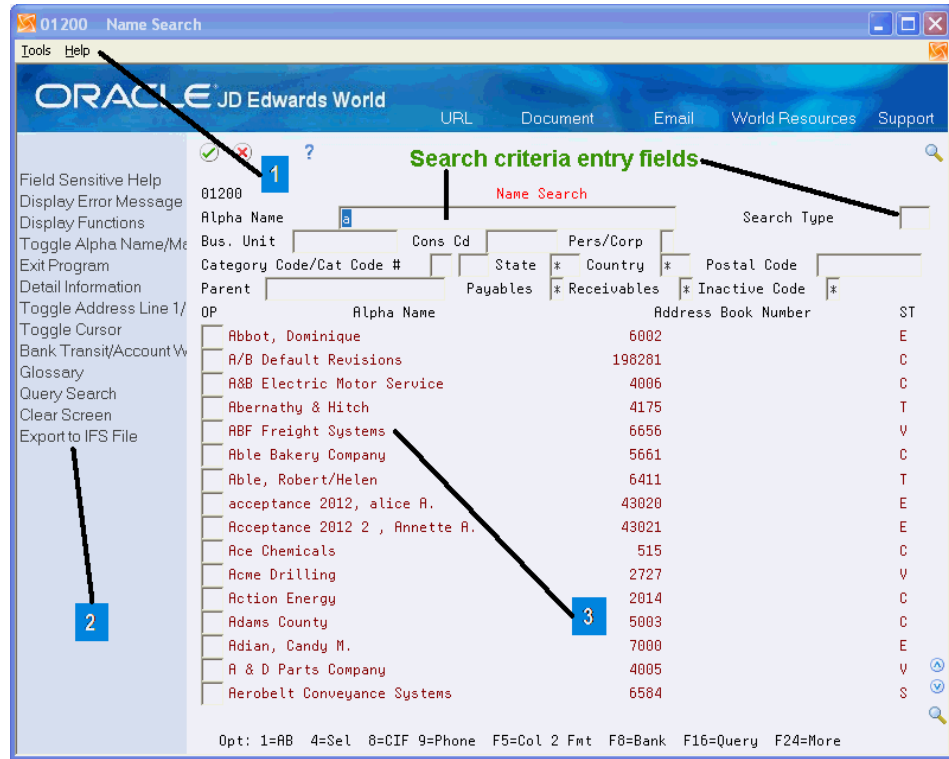 01200 Name Search
Tools Help
ORACLE JD Edwards World
URL Document Email World Resources Support
?
Search criteria entry fields
1
Field Sensitive Help
Display Error Message
Display Functions
Toggle Alpha Name/Ma
Exit Program
Detail Information
Toggle Address Line 1/
Toggle Cursor
Bank Transit/Account W
Glossary
Query Search
Clear Screen
Export to IFS File
2
01200 Name Search
Alpha Name a Search Type
Bus. Unit Cons Cd Pers/Corp
Category Code/Cat Code # State * Country * Postal Code
Parent Payables * Receivables * Inactive Code *
OP Alpha Name Address Book Number ST
Abbot, Dominique 6002 E
A/B Default Revisions 198281 C
A&B Electric Motor Service 4006 C
Abernathy & Hitch 4175 T
ABF Freight Systems 6656 V
Able Bakery Company 5661 C
Able, Robert/Helen 6411 T
acceptance 2012, alice A. 43020 E
Acceptance 2012 2 , Annette A. 43021 E
Ace Chemicals 515 C
Acme Drilling 2727 V
Action Energy 2014 C
3
Adams County 5003 C
Adian, Candy M. 7000 E
A & D Parts Company 4005 V
Aerobelt Conveyance Systems 6584 S
Opt: 1=AB 4=Sel 8=CIF 9=Phone F5=Col 2 Fmt F8=Bank F16=Query F24=More